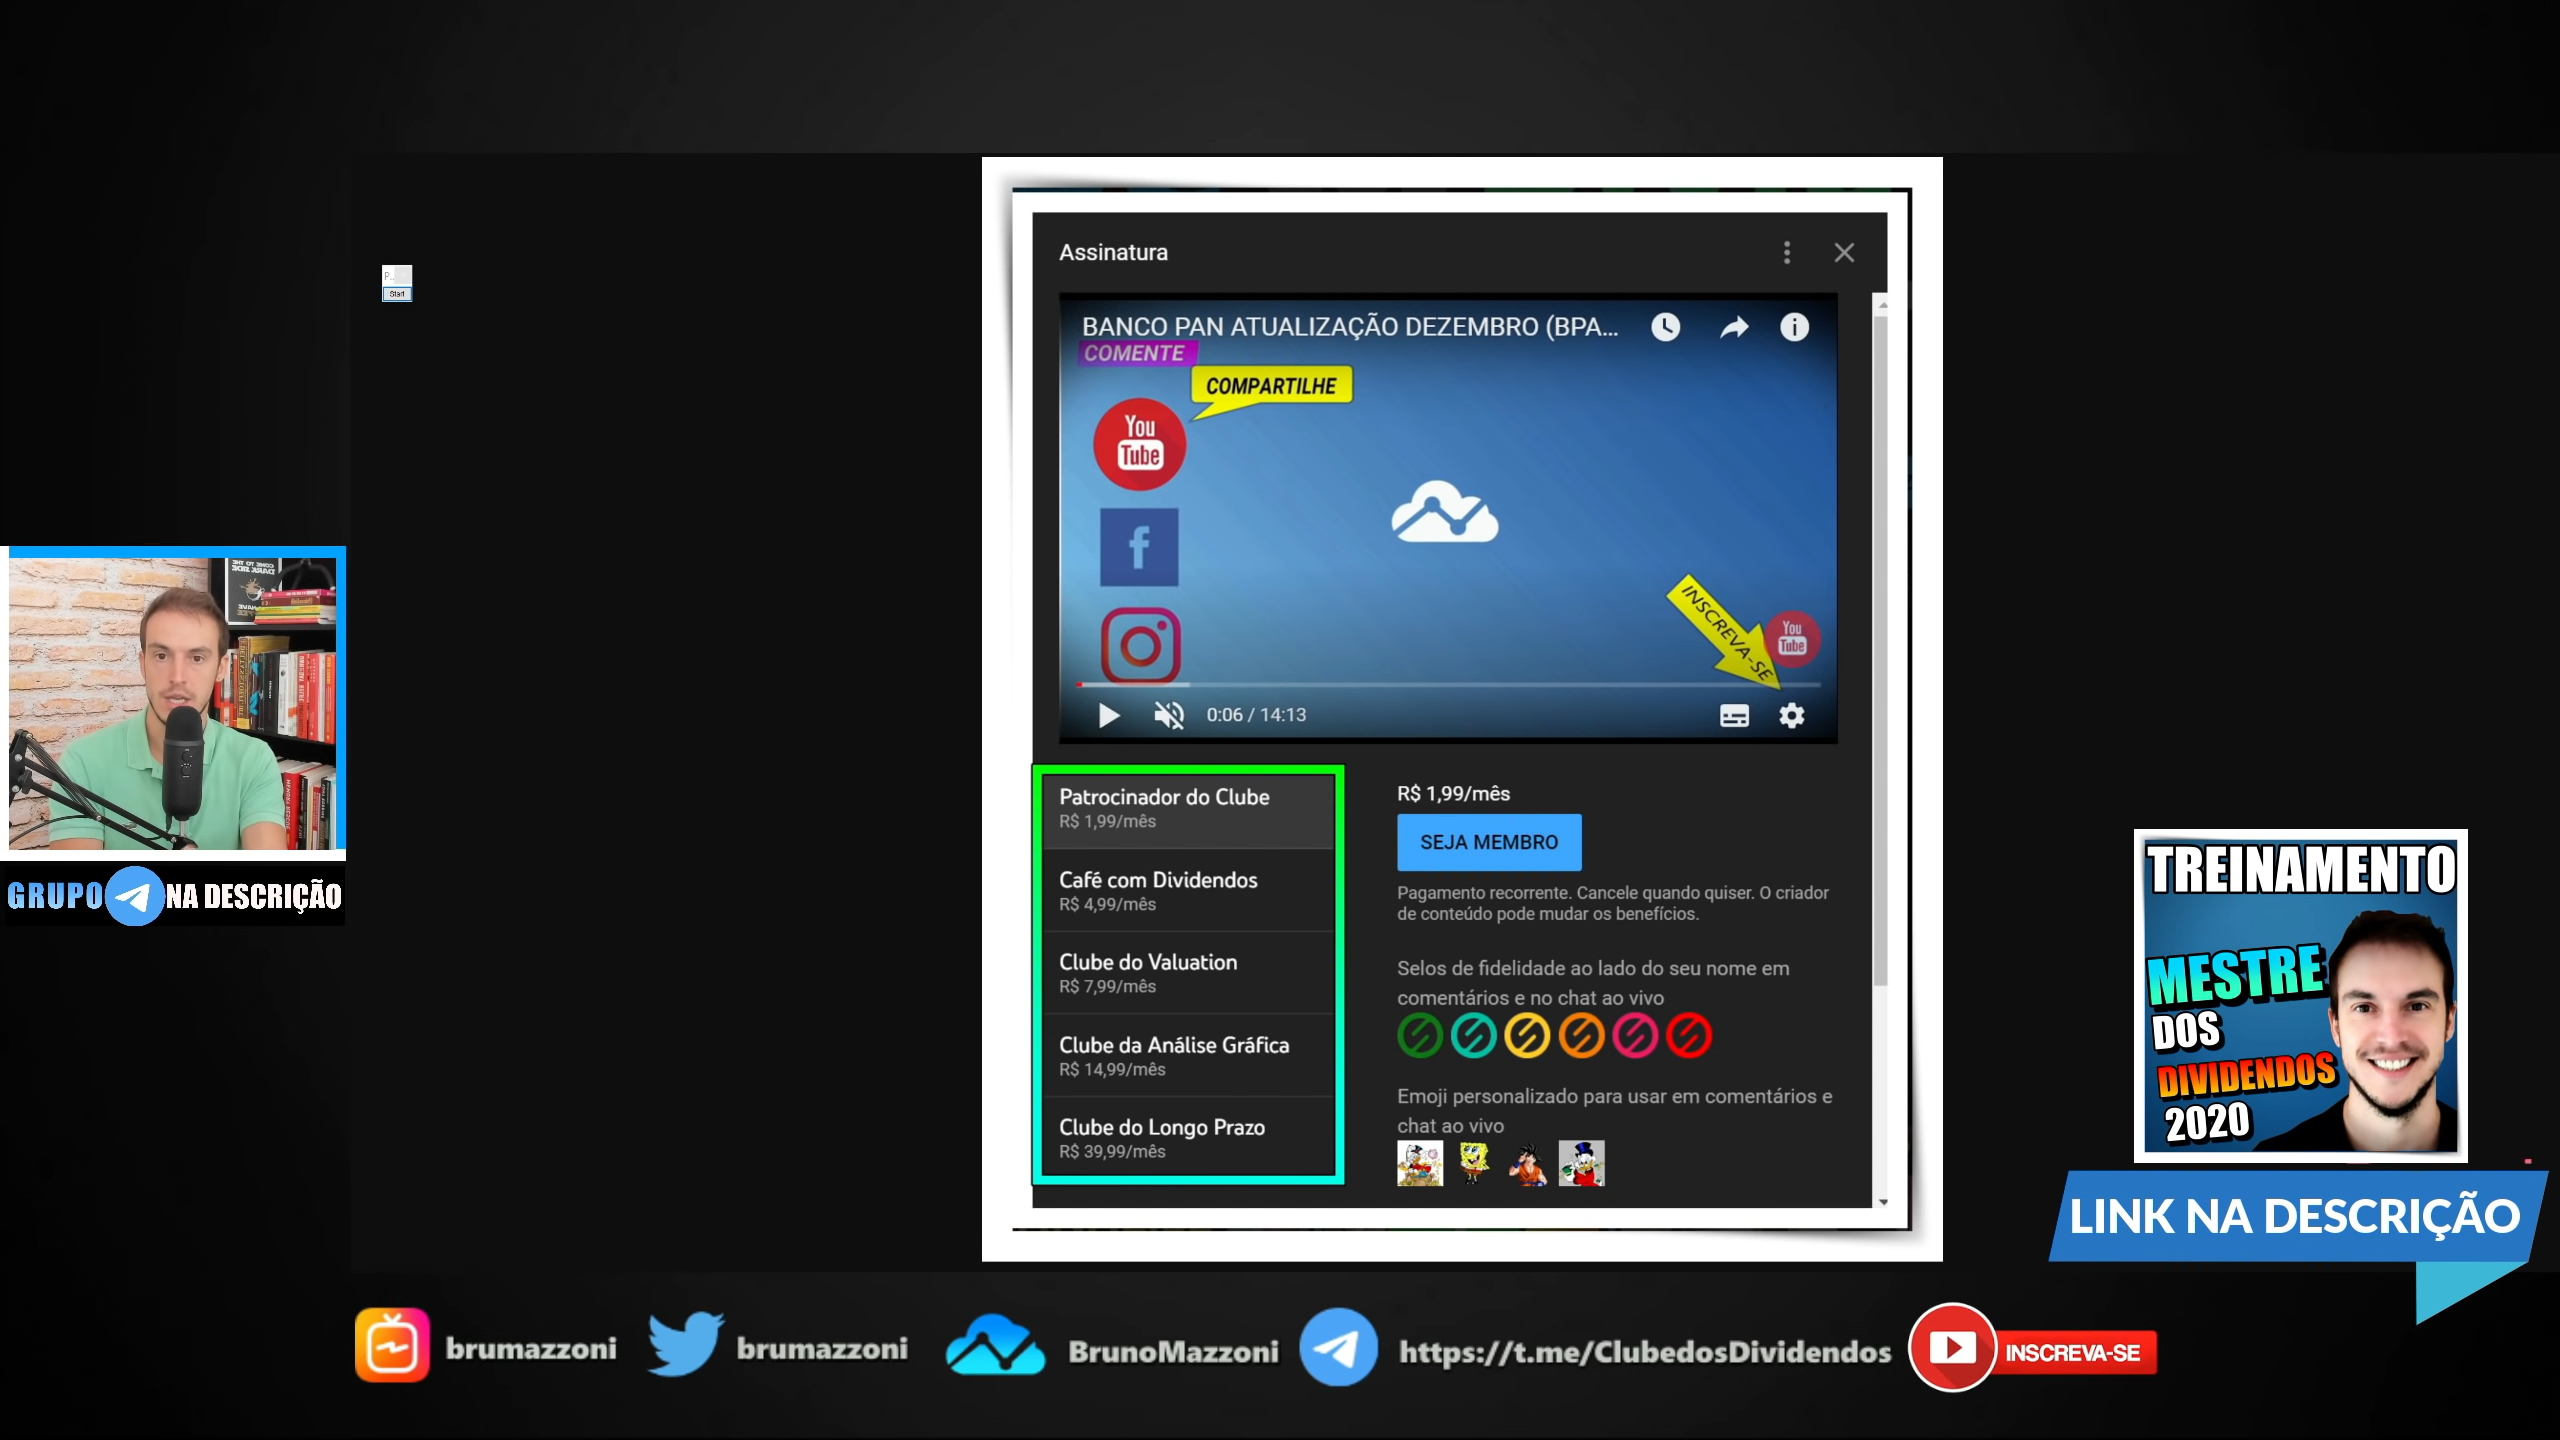 P..
Start
GRUPO NA DESCRIÇÃO
Assinatura
BANCO PAN ATUALIZAÇÃO DEZEMBRO (BPA...
COMENTE
COMPARTILHE
You
Tube
INSCREVA-SE
You
Tube
0:06 / 14:13
Patrocinador do Clube
R$ 1,99/mês
Café com Dividendos
R$ 4,99/mês
Clube do Valuation
R$ 7,99/mês
Clube da Análise Gráfica
R$ 14,99/mês
Clube do Longo Prazo
R$ 39,99/mês
R$ 1,99/mês
SEJA MEMBRO
Pagamento recorrente. Cancele quando quiser. O criador
de conteúdo pode mudar os benefícios.
Selos de fidelidade ao lado do seu nome em
comentários e no chat ao vivo
Emoji personalizado para usar em comentários e
chat ao vivo
TREINAMENTO
MESTRE
DOS
DIVIDENDOS
2020
LINK NA DESCRIÇÃO
brumazzoni
brumazzoni
BrunoMazzoni
https://t.me/ClubedosDividendos
INSCREVA-SE